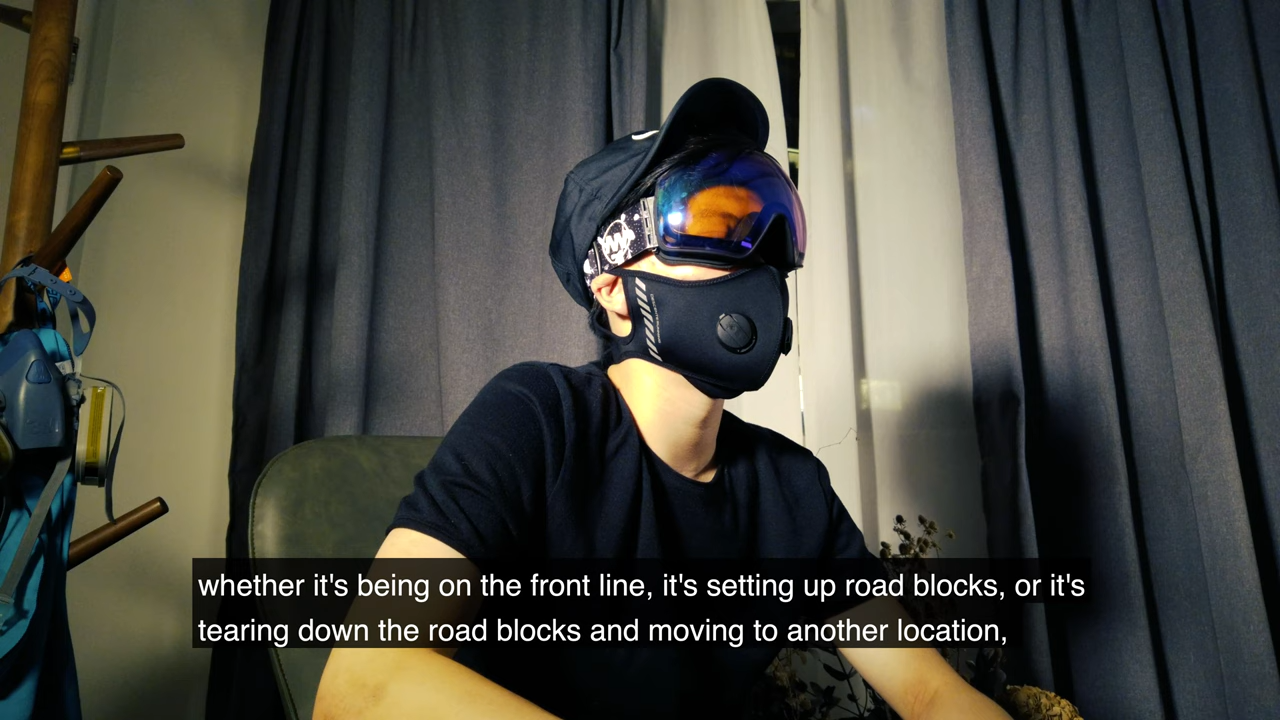 whether it's being on the front line, it's setting up road blocks, or it's
tearing down the road blocks and moving to another location,